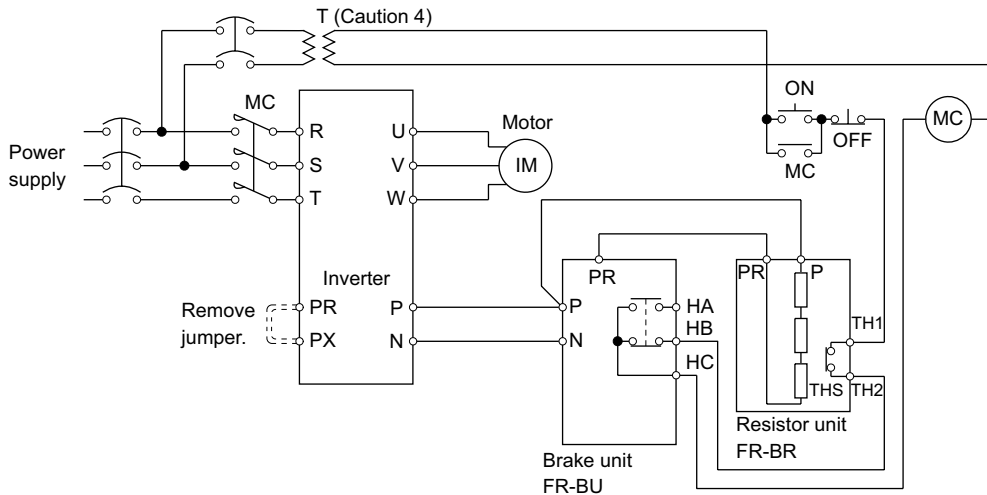 T (Caution 4)
MC
ON
MC
OFF
MC
Power
supply
R
S
T
U
V
W
Motor
IM
Inverter
Remove
jumper.
PR
PX
P
N
PR
P
N
HA
HB
HC
PR
P
TH1
THS
TH2
Brake unit
FR-BU
Resistor unit
FR-BR